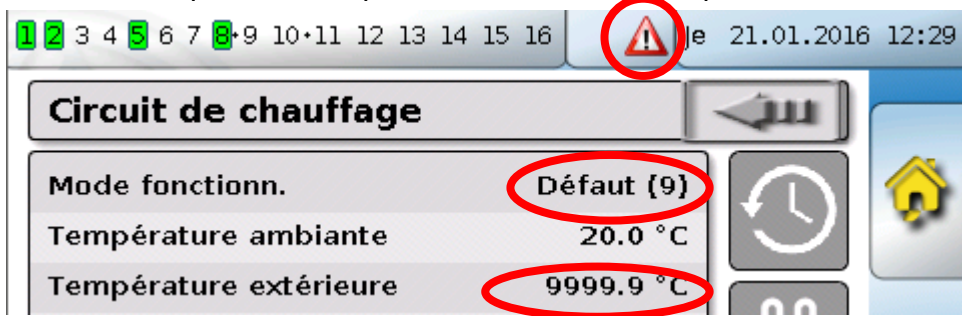 1 2 3 4 5 6 7 8·9 10·11 12 13 14 15 16 Je 21.01.2016 12:29
Circuit de chauffage
Mode fonctionn. Défaut (9)
Température ambiante 20.0 °C
Température extérieure 9999.9 °C